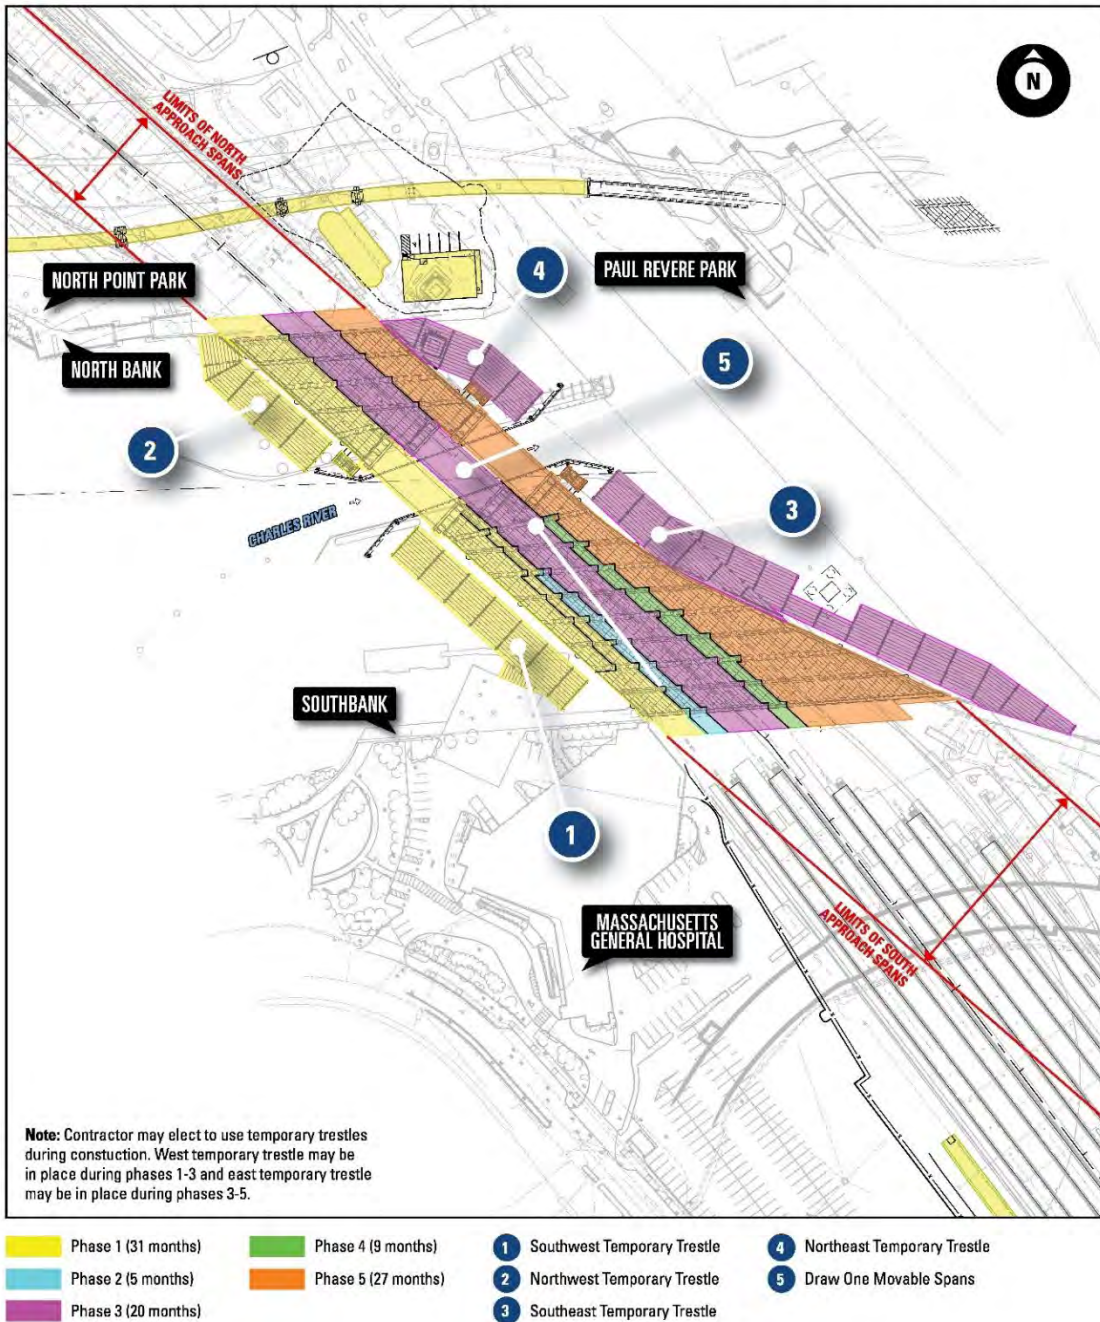 N
LIMITS OF NORTH
APPROACH SPANS
4
PAUL REVERE PARK
NORTH POINT PARK
NORTH BANK
5
2
3
CHARLES RIVER
SOUTHBANK
1
MASSACHUSETTS
GENERAL HOSPITAL
LIMITS OF SOUTH
APPROACH SPANS
Note: Contractor may elect to use temporary trestles
during constuction. West temporary trestle may be
in place during phases 1-3 and east temporary trestle
may be in place during phases 3-5.
Phase 1 (31 months)
Phase 2 (5 months)
Phase 3 (20 months)
Phase 4 (9 months)
Phase 5 (27 months)
1 Southwest Temporary Trestle
2 Northwest Temporary Trestle
3 Southeast Temporary Trestle
4 Northeast Temporary Trestle
5 Draw One Movable Spans